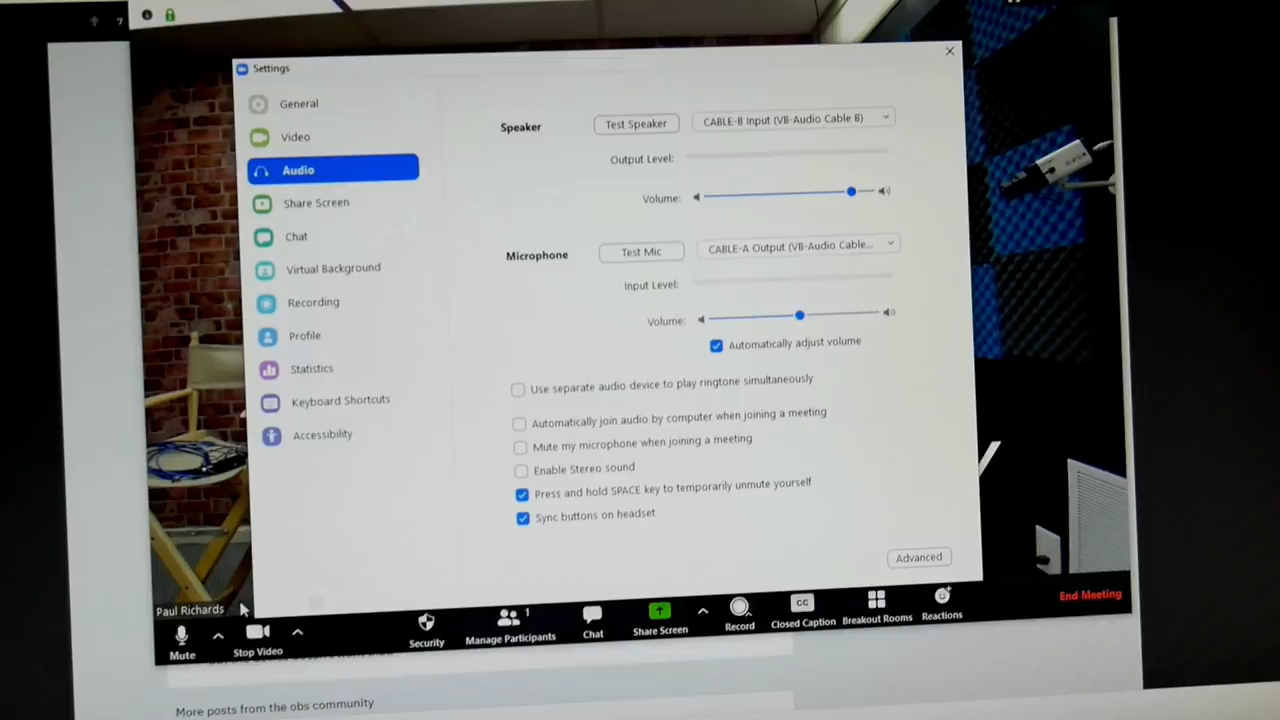 7
Settings
General
Video
Audio
Share Screen
Chat
Virtual Background
Recording
Profile
Statistics
Keyboard Shortcuts
Accessibility
Speaker
Test Speaker
CABLE-B Input (VB-Audio Cable B)
Output Level:
Volume:
Microphone
Test Mic
CABLE-A Output (VB-Audio Cable...
Input Level:
Volume:
Automatically adjust volume
Use separate audio device to play ringtone simultaneously
Automatically join audio by computer when joining a meeting
Mute my microphone when joining a meeting
Enable Stereo sound
Press and hold SPACE key to temporarily unmute yourself
Sync buttons on headset
Advanced
Paul Richards
Mute
Stop Video
Security
1
Manage Participants
Chat
Share Screen
Record
CC
Closed Caption
Breakout Rooms
Reactions
End Meeting
More posts from the obs community